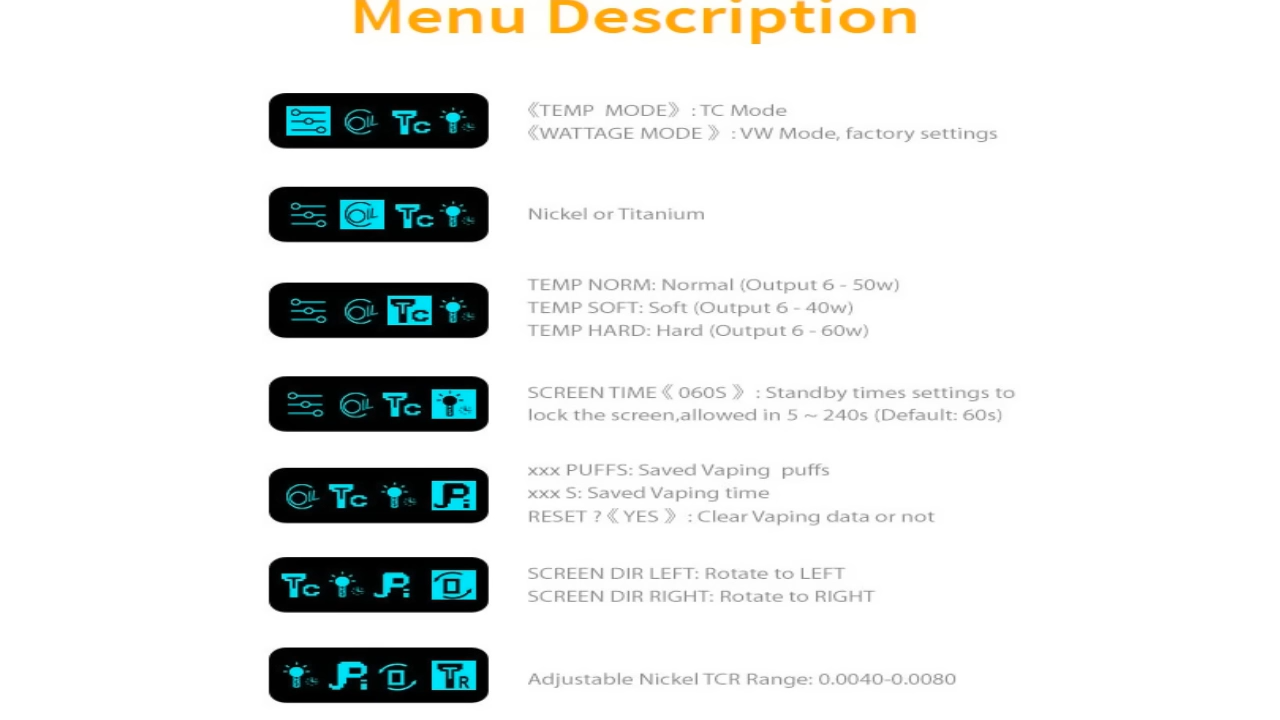 Menu Description
《TEMP MODE》 : TC Mode
《WATTAGE MODE 》 : VW Mode, factory settings
Nickel or Titanium
TEMP NORM: Normal (Output 6 - 50w)
TEMP SOFT: Soft (Output 6 - 40w)
TEMP HARD: Hard (Output 6 - 60w)
SCREEN TIME《 060S 》 : Standby times settings to
lock the screen,allowed in 5 ~ 240s (Default: 60s)
xxx PUFFS: Saved Vaping puffs
xxx S: Saved Vaping time
RESET ?《 YES 》 : Clear Vaping data or not
SCREEN DIR LEFT: Rotate to LEFT
SCREEN DIR RIGHT: Rotate to RIGHT
Adjustable Nickel TCR Range: 0.0040-0.0080